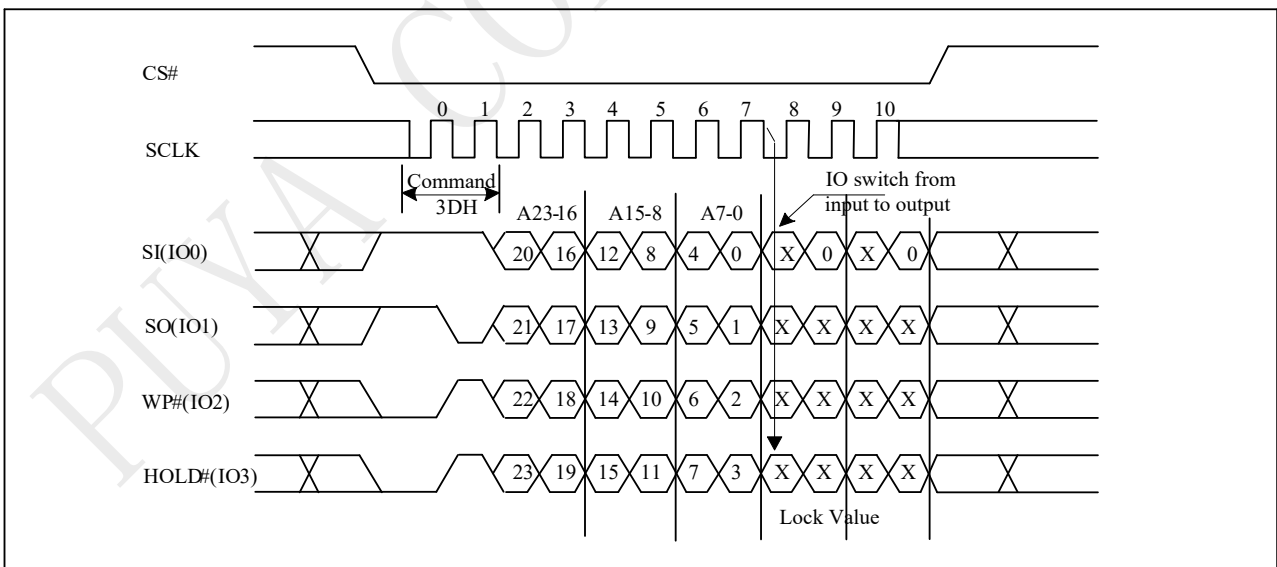 PUYA CO
CS#
0 1 2 3 4 5 6 7 8 9 10
SCLK
Command
3DH
IO switch from
input to output
A23-16 A15-8 A7-0
SI(IO0) 20 16 12 8 4 0 X 0 X 0
SO(IO1) 21 17 13 9 5 1 X X X X
WP#(IO2) 22 18 14 10 6 2 X X X X
HOLD#(IO3) 23 19 15 11 7 3 X X X X
Lock Value